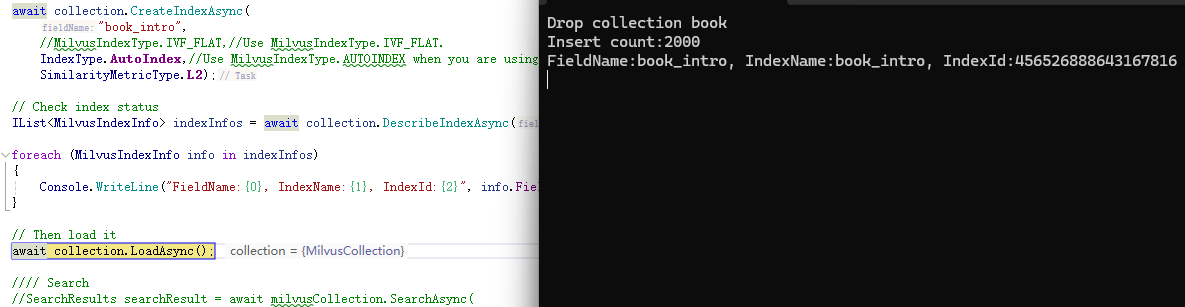 await collection.CreateIndexAsync(
fieldName: "book_intro",
//MilvusIndexType.IVF_FLAT,//Use MilvusIndexType.IVF_FLAT.
IndexType.AutoIndex,//Use MilvusIndexType.AUTOINDEX when you are using
SimilarityMetricType.L2); // Task
// Check index status
IList<MilvusIndexInfo> indexInfos = await collection.DescribeIndexAsync(
foreach (MilvusIndexInfo info in indexInfos)
{
Console.WriteLine("FieldName:{0}, IndexName:{1}, IndexId:{2}", info.Fiel
}
// Then load it
await collection.LoadAsync(); collection = {MilvusCollection}
//// Search
//SearchResults searchResult = await milvusCollection.SearchAsync(
Drop collection book
Insert count:2000
FieldName:book_intro, IndexName:book_intro, IndexId:456526888643167816